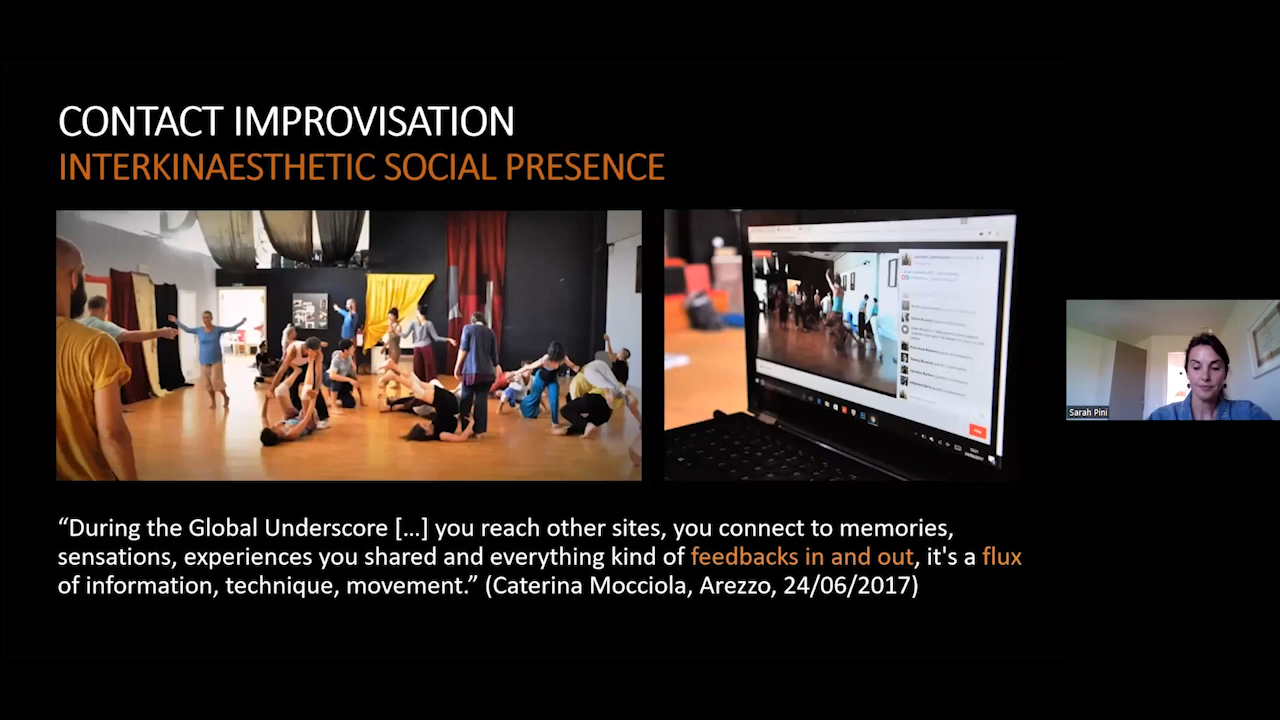 CONTACT IMPROVISATION
INTERKINAESTHETIC SOCIAL PRESENCE
“During the Global Underscore […] you reach other sites, you connect to memories,
sensations, experiences you shared and everything kind of feedbacks in and out, it's a flux
of information, technique, movement.” (Caterina Mocciola, Arezzo, 24/06/2017)
Sarah Pini